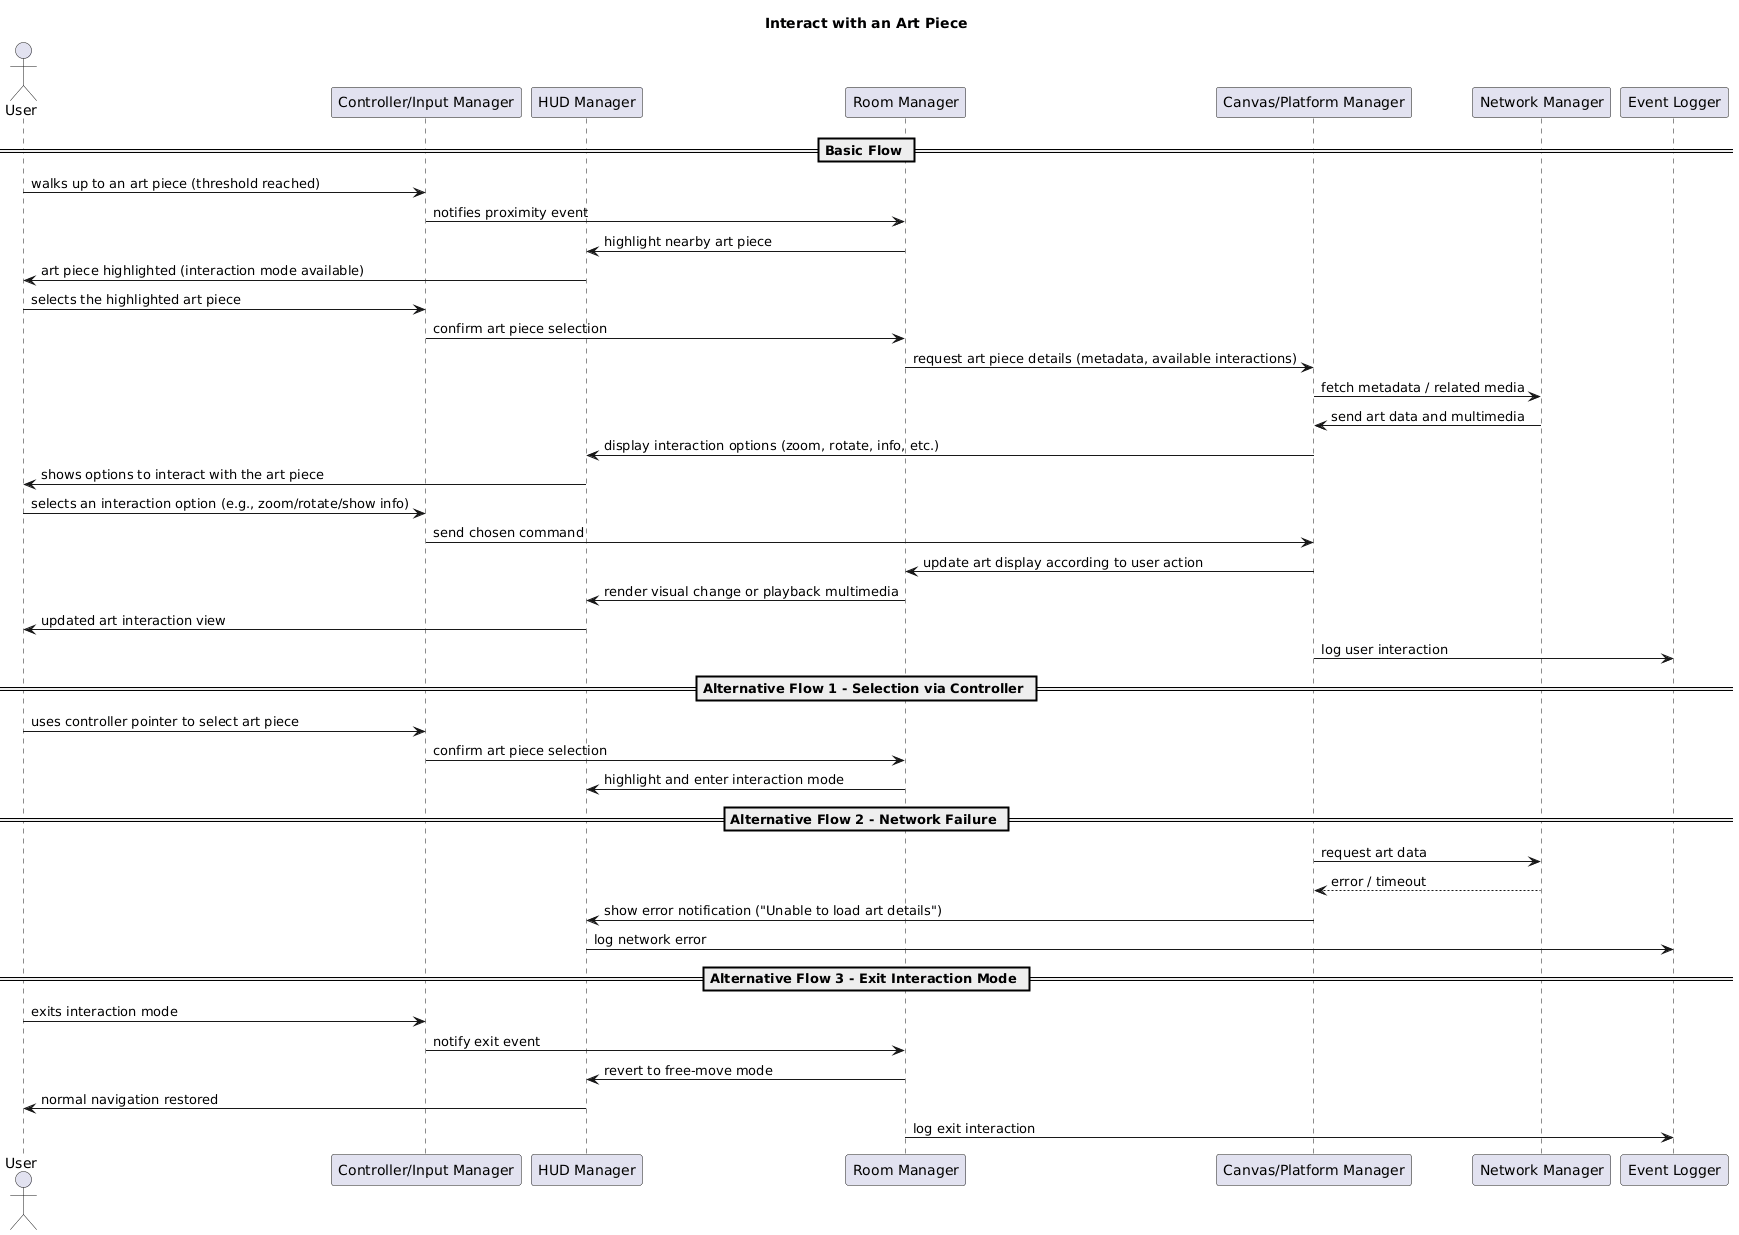 Interact with an Art Piece
User
Controller/Input Manager
HUD Manager
Room Manager
Canvas/Platform Manager
Network Manager
Event Logger
Basic Flow
walks up to an art piece (threshold reached)
notifies proximity event
highlight nearby art piece
art piece highlighted (interaction mode available)
selects the highlighted art piece
confirm art piece selection
request art piece details (metadata, available interactions)
fetch metadata / related media
send art data and multimedia
display interaction options (zoom, rotate, info, etc.)
shows options to interact with the art piece
selects an interaction option (e.g., zoom/rotate/show info)
send chosen command
update art display according to user action
render visual change or playback multimedia
updated art interaction view
log user interaction
Alternative Flow 1 - Selection via Controller
uses controller pointer to select art piece
confirm art piece selection
highlight and enter interaction mode
Alternative Flow 2 - Network Failure
request art data
error / timeout
show error notification ("Unable to load art details")
log network error
Alternative Flow 3 - Exit Interaction Mode
exits interaction mode
notify exit event
revert to free-move mode
normal navigation restored
log exit interaction
User
Controller/Input Manager
HUD Manager
Room Manager
Canvas/Platform Manager
Network Manager
Event Logger